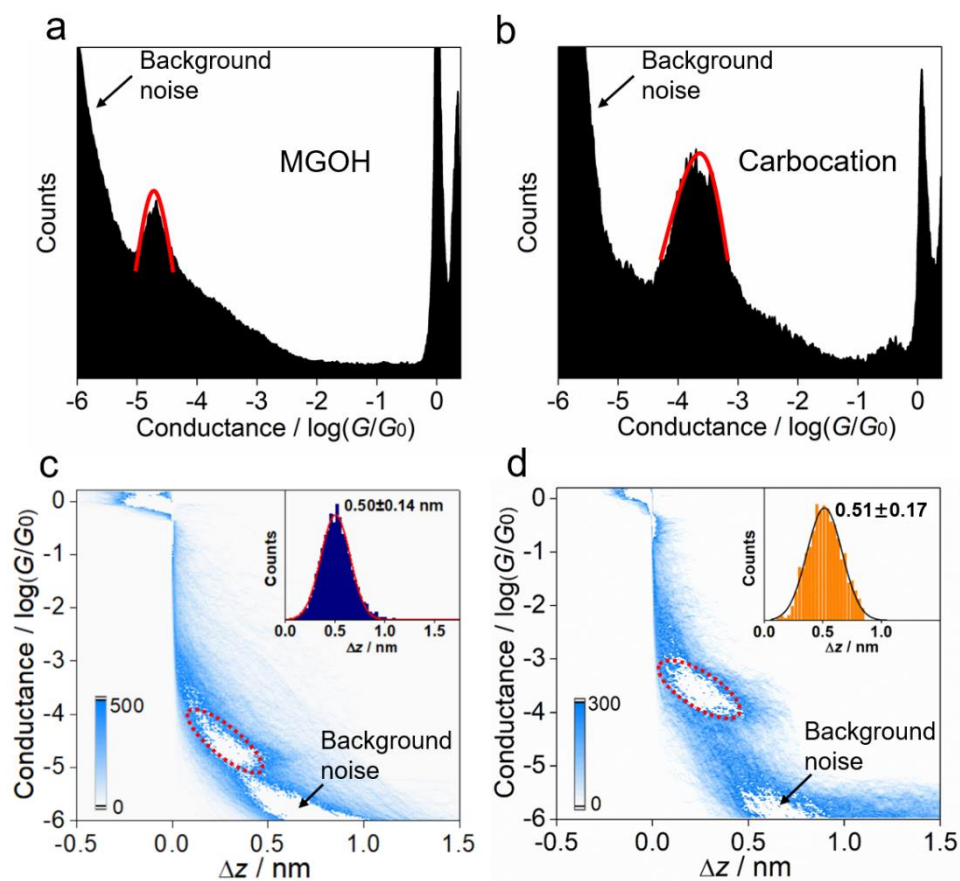 a
Background
noise
MGOH
Counts
-6 -5 -4 -3 -2 -1 0
Conductance / log(G/G₀)
b
Background
noise
Carbocation
Counts
-6 -5 -4 -3 -2 -1 0
Conductance / log(G/G₀)
c
0
-1
-2
-3
-4
-5
-6
Conductance / log(G/G₀)
0.50±0.14 nm
Counts
0.0 0.5 1.0 1.5
Δz / nm
500
0
Background
noise
-0.5 0.0 0.5 1.0 1.5
Δz / nm
d
0
-1
-2
-3
-4
-5
-6
Conductance / log(G/G₀)
0.51±0.17
Counts
0.0 0.5 1.0 1.5
Δz / nm
300
0
Background
noise
-0.5 0.0 0.5 1.0 1.5
Δz / nm